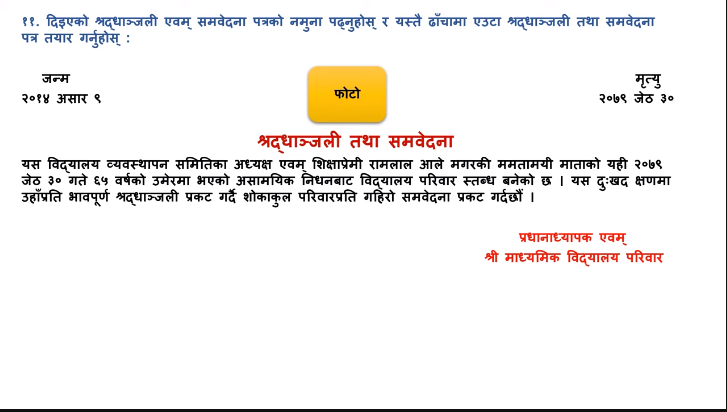 ११. दिइएको श्रद्धाञ्जली एवम् समवेदना पत्रको नमुना पढ्नुहोस् र यस्तै ढाँचामा एउटा श्रद्धाञ्जली तथा समवेदना
पत्र तयार गर्नुहोस् :
जन्म
मृत्यु
फोटो
२०१४ असार ९
२०७९ जेठ ३०
श्रद्धाञ्जली तथा समवेदना
यस विद्यालय व्यवस्थापन समितिका अध्यक्ष एवम् शिक्षाप्रेमी रामलाल आले मगरकी ममतामयी माताको यही २०७९
जेठ ३० गते ६५ वर्षको उमेरमा भएको असामयिक निधनबाट विद्यालय परिवार स्तब्ध बनेको छ । यस दुःखद क्षणमा
उहाँप्रति भावपूर्ण श्रद्धाञ्जली प्रकट गर्दै शोकाकुल परिवारप्रति गहिरो समवेदना प्रकट गर्दछौं ।
प्रधानाध्यापक एवम्
श्री माध्यमिक विद्यालय परिवार